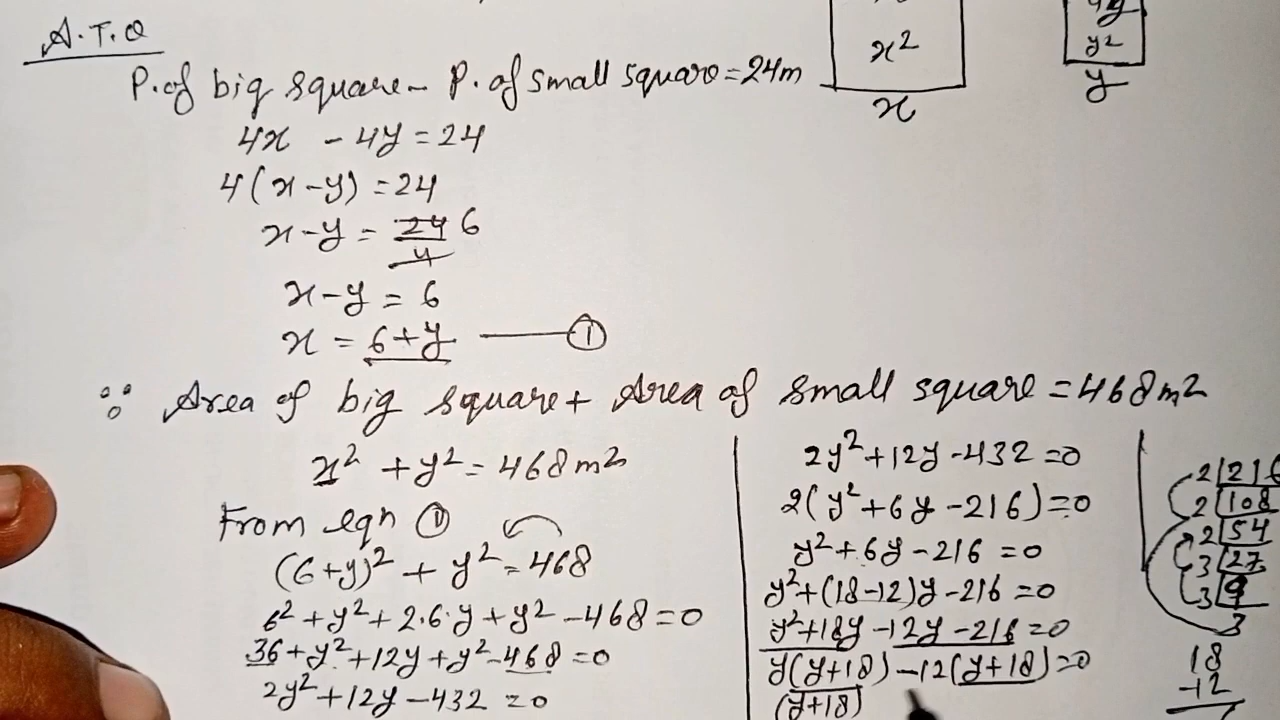 A.T.Q
P. of big square - P. of small square = 24m
x²
x
4y
y²
y
4x - 4y = 24
4(x-y) = 24
x-y = 24/4 6
x-y = 6
x = 6+y —— ①
∵ Area of big square + Area of small square = 468m²
x² + y² = 468m²
From eqn ①
(6+y)² + y² = 468
6² + y² + 2·6·y + y² - 468 = 0
36 + y² + 12y + y² - 468 = 0
2y² + 12y - 432 = 0
2y² + 12y - 432 = 0
2(y² + 6y - 216) = 0
y² + 6y - 216 = 0
y² + (18-12)y - 216 = 0
y² + 18y - 12y - 216 = 0
y(y+18) - 12(y+18) = 0
(y+18)
2|216
2|108
2|54
3|27
3|9
3
18
-12